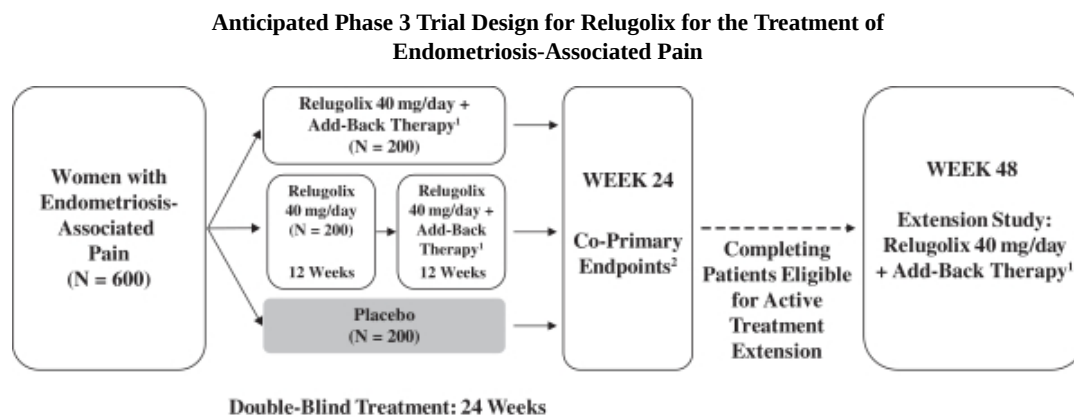 Anticipated Phase 3 Trial Design for Relugolix for the Treatment of
Endometriosis-Associated Pain
Women with
Endometriosis-
Associated
Pain
(N = 600)
Relugolix 40 mg/day +
Add-Back Therapy¹
(N = 200)
Relugolix
40 mg/day
(N = 200)
12 Weeks
Relugolix
40 mg/day +
Add-Back
Therapy¹
12 Weeks
Placebo
(N = 200)
WEEK 24
Co-Primary
Endpoints²
Completing
Patients Eligible
for Active
Treatment
Extension
WEEK 48
Extension Study:
Relugolix 40 mg/day
+ Add-Back Therapy¹
Double-Blind Treatment: 24 Weeks